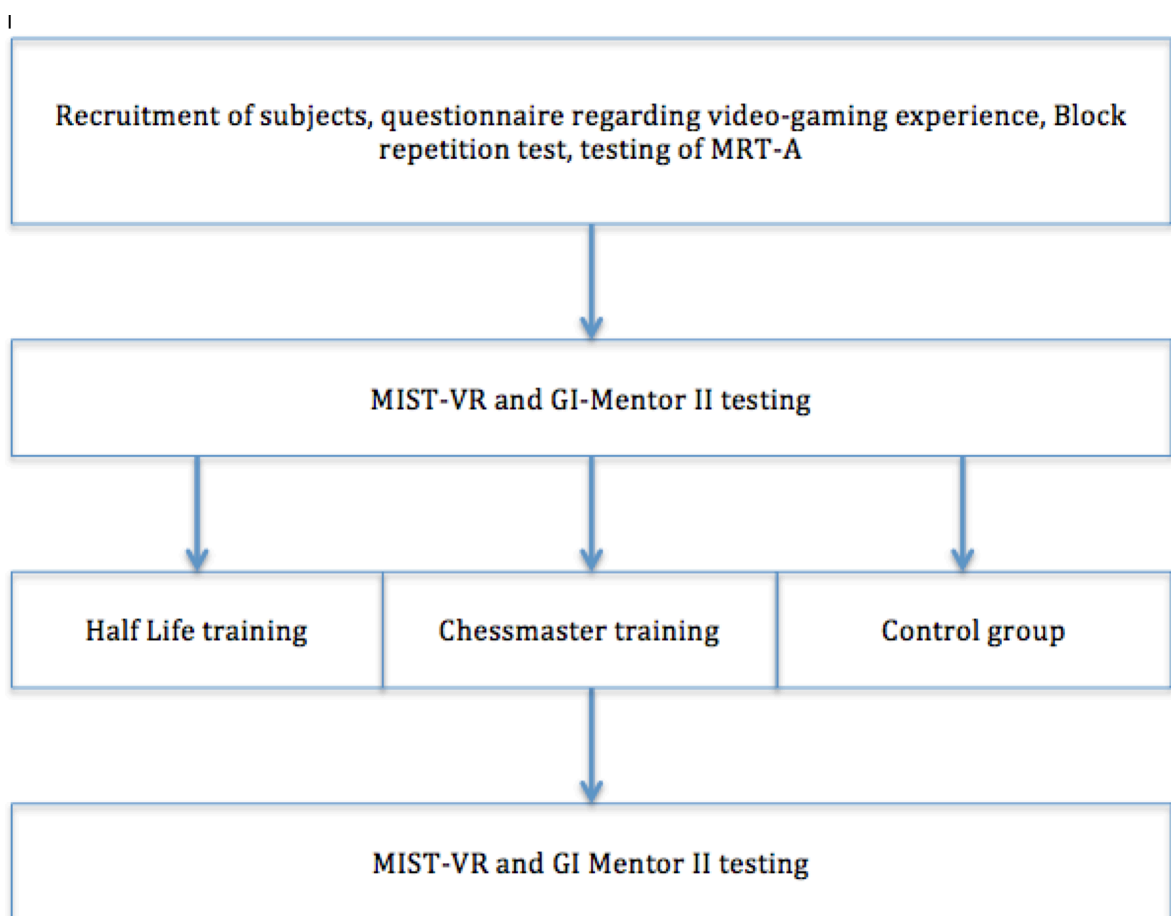 Recruitment of subjects, questionnaire regarding video-gaming experience, Block
repetition test, testing of MRT-A
MIST-VR and GI-Mentor II testing
Half Life training
Chessmaster training
Control group
MIST-VR and GI Mentor II testing